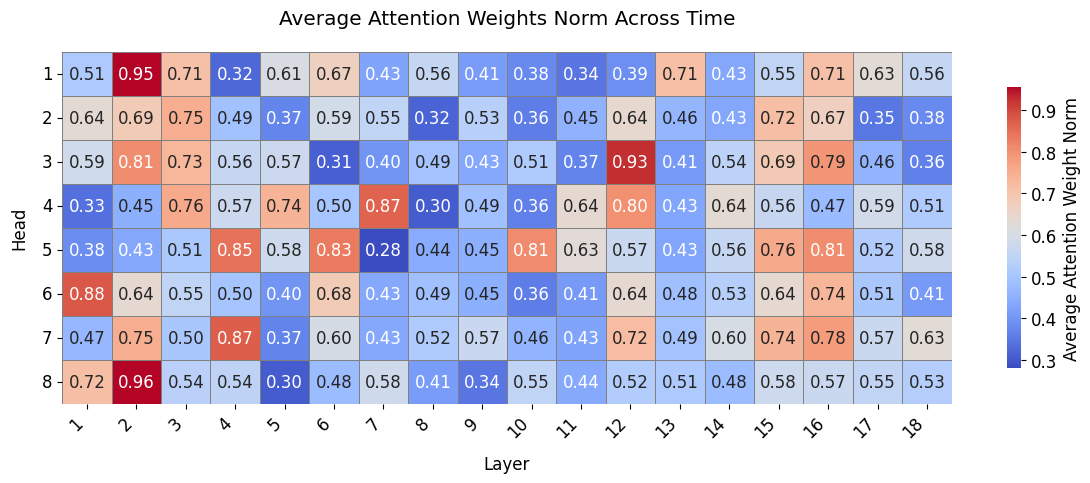 Average Attention Weights Norm Across Time
1 0.51 0.95 0.71 0.32 0.61 0.67 0.43 0.56 0.41 0.38 0.34 0.39 0.71 0.43 0.55 0.71 0.63 0.56
2 0.64 0.69 0.75 0.49 0.37 0.59 0.55 0.32 0.53 0.36 0.45 0.64 0.46 0.43 0.72 0.67 0.35 0.38
3 0.59 0.81 0.73 0.56 0.57 0.31 0.40 0.49 0.43 0.51 0.37 0.93 0.41 0.54 0.69 0.79 0.46 0.36
4 0.33 0.45 0.76 0.57 0.74 0.50 0.87 0.30 0.49 0.36 0.64 0.80 0.43 0.64 0.56 0.47 0.59 0.51
5 0.38 0.43 0.51 0.85 0.58 0.83 0.28 0.44 0.45 0.81 0.63 0.57 0.43 0.56 0.76 0.81 0.52 0.58
6 0.88 0.64 0.55 0.50 0.40 0.68 0.43 0.49 0.45 0.36 0.41 0.64 0.48 0.53 0.64 0.74 0.51 0.41
7 0.47 0.75 0.50 0.87 0.37 0.60 0.43 0.52 0.57 0.46 0.43 0.72 0.49 0.60 0.74 0.78 0.57 0.63
8 0.72 0.96 0.54 0.54 0.30 0.48 0.58 0.41 0.34 0.55 0.44 0.52 0.51 0.48 0.58 0.57 0.55 0.53
1 2 3 4 5 6 7 8 9 10 11 12 13 14 15 16 17 18
Layer
Head
0.9
0.8
0.7
0.6
0.5
0.4
0.3
Average Attention Weight Norm